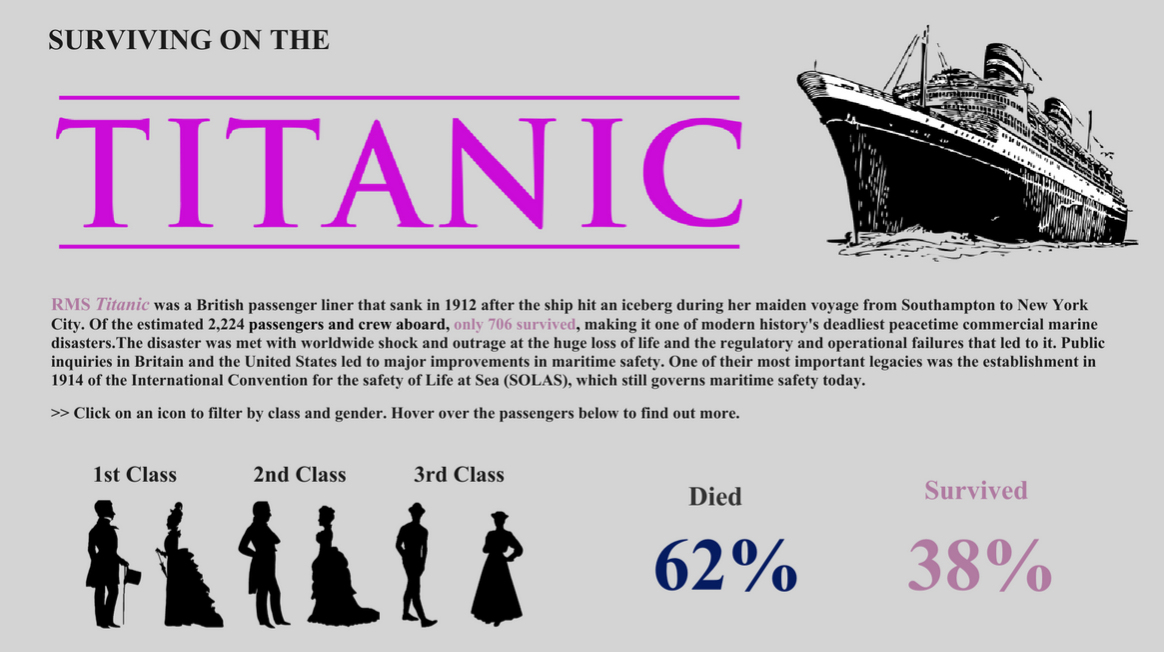 SURVIVING ON THE
TITANIC
RMS Titanic was a British passenger liner that sank in 1912 after the ship hit an iceberg during her maiden voyage from Southampton to New York
City. Of the estimated 2,224 passengers and crew aboard, only 706 survived, making it one of modern history's deadliest peacetime commercial marine
disasters.The disaster was met with worldwide shock and outrage at the huge loss of life and the regulatory and operational failures that led to it. Public
inquiries in Britain and the United States led to major improvements in maritime safety. One of their most important legacies was the establishment in
1914 of the International Convention for the safety of Life at Sea (SOLAS), which still governs maritime safety today.
>> Click on an icon to filter by class and gender. Hover over the passengers below to find out more.
1st Class 2nd Class 3rd Class
Died Survived
62% 38%